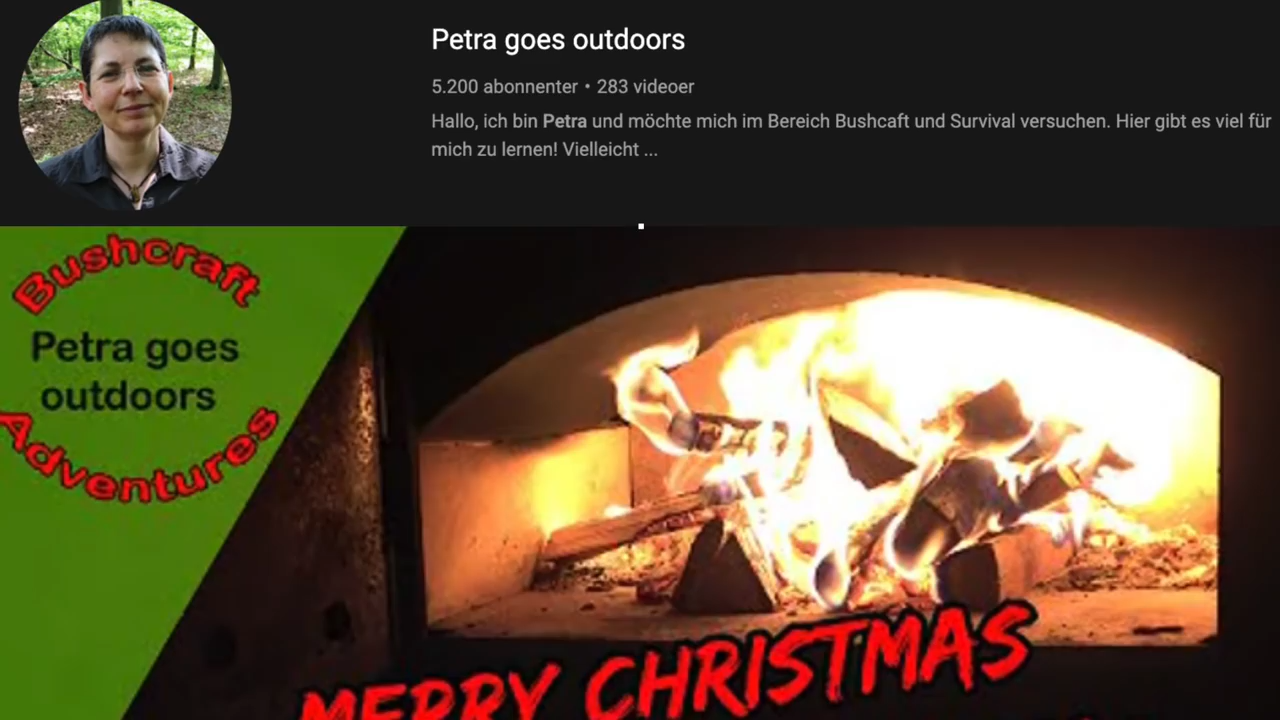 Petra goes outdoors
5.200 abonnenter • 283 videoer
Hallo, ich bin Petra und möchte mich im Bereich Bushcaft und Survival versuchen. Hier gibt es viel für
mich zu lernen! Vielleicht ...
Bushcraft
Petra goes
outdoors
Adventures
MERRY CHRISTMAS